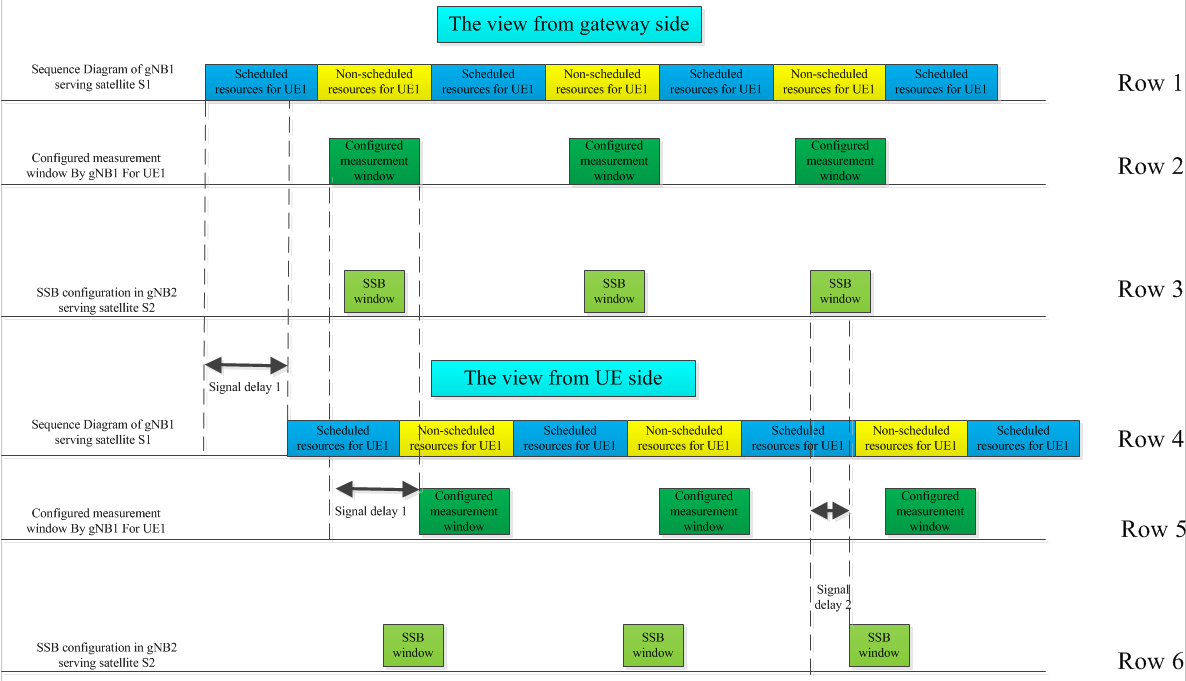 The view from gateway side
Sequence Diagram of gNB1
serving satellite S1
Scheduled
resources for UE1
Non-scheduled
resources for UE1
Scheduled
resources for UE1
Non-scheduled
resources for UE1
Scheduled
resources for UE1
Non-scheduled
resources for UE1
Scheduled
resources for UE1
Row 1
Configured measurement
window By gNB1 For UE1
Configured
measurement
window
Configured
measurement
window
Configured
measurement
window
Row 2
SSB configuration in gNB2
serving satellite S2
SSB
window
SSB
window
SSB
window
Row 3
Signal delay 1
The view from UE side
Sequence Diagram of gNB1
serving satellite S1
Scheduled
resources for UE1
Non-scheduled
resources for UE1
Scheduled
resources for UE1
Non-scheduled
resources for UE1
Scheduled
resources for UE1
Non-scheduled
resources for UE1
Scheduled
resources for UE1
Row 4
Configured measurement
window By gNB1 For UE1
Signal delay 1
Configured
measurement
window
Configured
measurement
window
Configured
measurement
window
Row 5
Signal
delay 2
SSB configuration in gNB2
serving satellite S2
SSB
window
SSB
window
SSB
window
Row 6